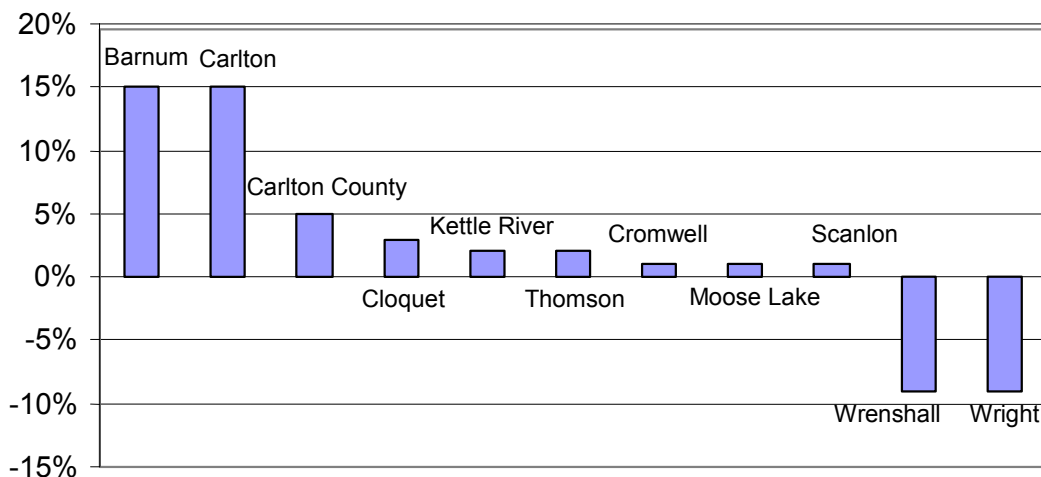 20%
Barnum Carlton
15%
10%
Carlton County
5%
Kettle River Cromwell Scanlon
0%
Cloquet Thomson Moose Lake
-5%
-10%
Wrenshall Wright
-15%